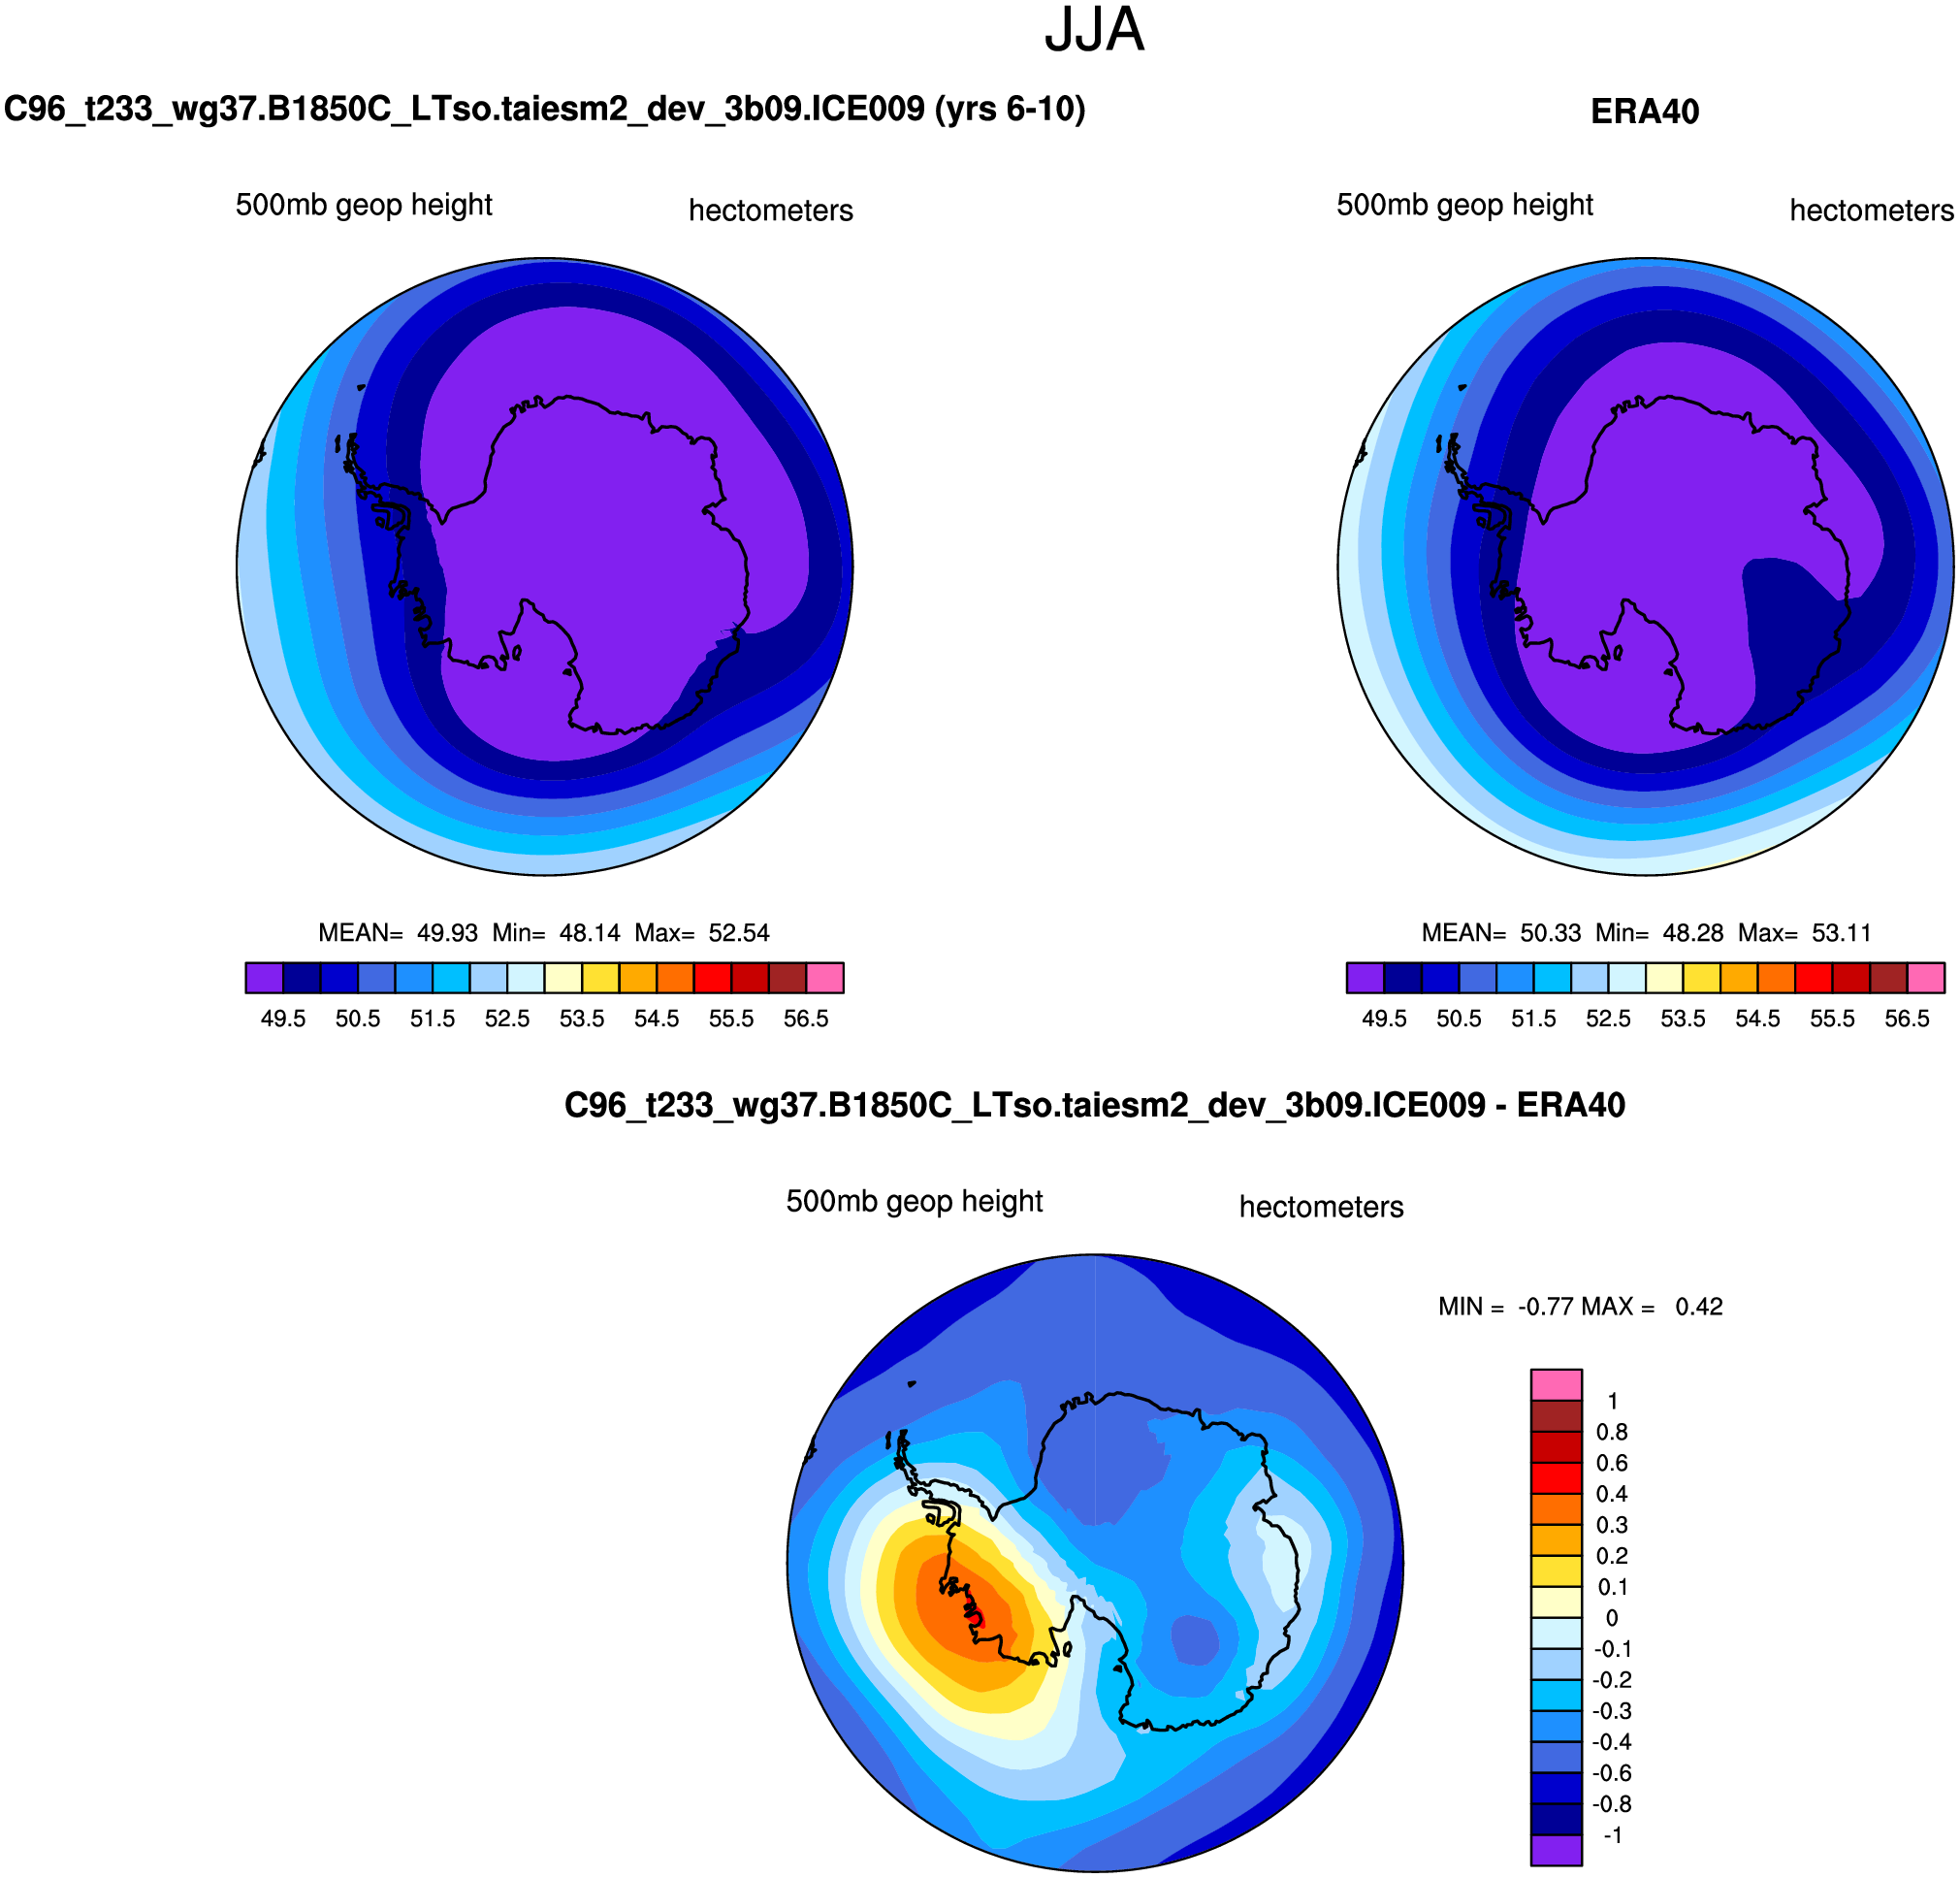 JJA
C96_t233_wg37.B1850C_LTso.taiesm2_dev_3b09.ICE009 (yrs 6-10)
ERA40
500mb geop height hectometers
500mb geop height hectometers
MEAN= 49.93 Min= 48.14 Max= 52.54
MEAN= 50.33 Min= 48.28 Max= 53.11
49.5 50.5 51.5 52.5 53.5 54.5 55.5 56.5
49.5 50.5 51.5 52.5 53.5 54.5 55.5 56.5
C96_t233_wg37.B1850C_LTso.taiesm2_dev_3b09.ICE009 - ERA40
500mb geop height hectometers
MIN = -0.77 MAX = 0.42
1
0.8
0.6
0.4
0.3
0.2
0.1
0
-0.1
-0.2
-0.3
-0.4
-0.6
-0.8
-1